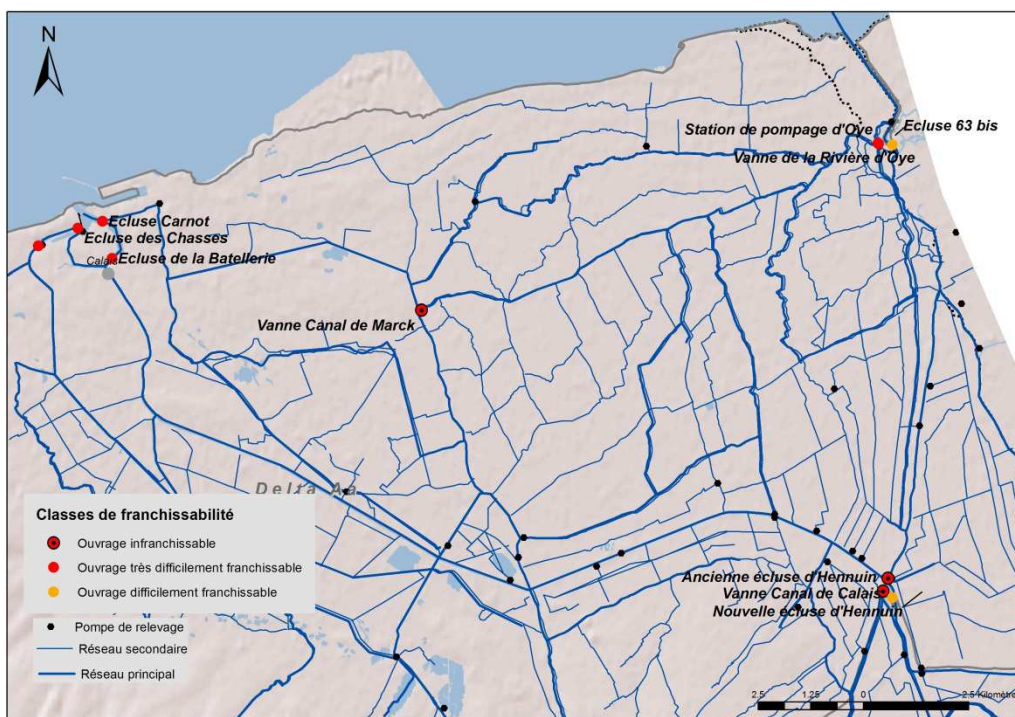 N
Station de pompage d'Oye
Ecluse 63 bis
Vanne de la Rivière d'Oye
Ecluse Carnot
Ecluse des Chasses
Ecluse de la Batellerie
Calais
Vanne Canal de Marck
Delta Aa
Classes de franchissabilité
Ouvrage infranchissable
Ouvrage très difficilement franchissable
Ouvrage difficilement franchissable
Pompe de relevage
Réseau secondaire
Réseau principal
Ancienne écluse d'Hennuin
Vanne Canal de Calais
Nouvelle écluse d'Hennuin
2.5 1.25 0 2.5 Kilomètre